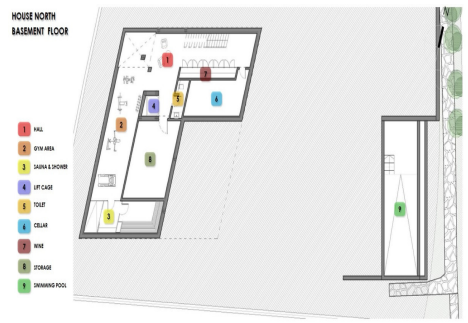 HOUSE NORTH
BASEMENT FLOOR
N
1 HALL
2 GYM AREA
3 SAUNA & SHOWER
4 LIFT CAGE
5 TOILET
6 CELLAR
7 WINE
8 STORAGE
9 SWIMMING POOL
1
7
4
5
6
2
8
3
9